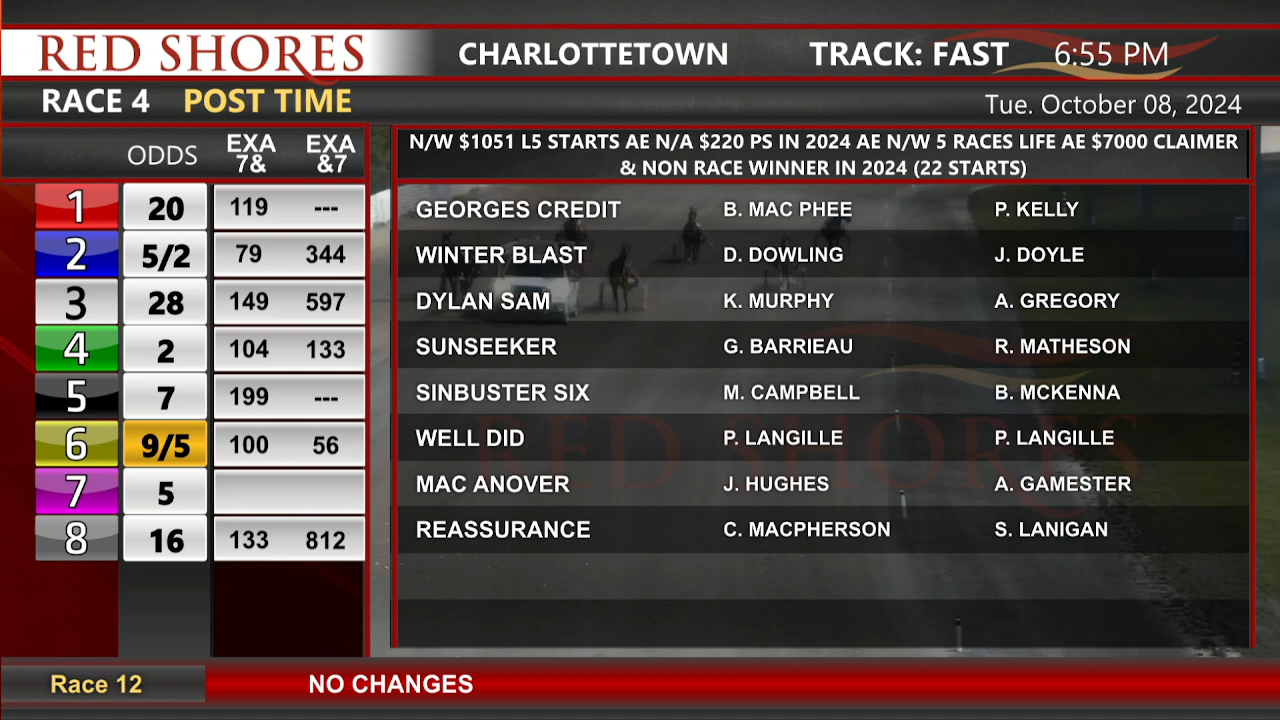 RED SHORES CHARLOTTETOWN TRACK: FAST 6:55 PM
RACE 4 POST TIME Tue. October 08, 2024
ODDS EXA 7& EXA &7
N/W $1051 L5 STARTS AE N/A $220 PS IN 2024 AE N/W 5 RACES LIFE AE $7000 CLAIMER
& NON RACE WINNER IN 2024 (22 STARTS)
1 20 119 --- GEORGES CREDIT B. MAC PHEE P. KELLY
2 5/2 79 344 WINTER BLAST D. DOWLING J. DOYLE
3 28 149 597 DYLAN SAM K. MURPHY A. GREGORY
4 2 104 133 SUNSEEKER G. BARRIEAU R. MATHESON
5 7 199 --- SINBUSTER SIX M. CAMPBELL B. MCKENNA
6 9/5 100 56 WELL DID P. LANGILLE P. LANGILLE
7 5 MAC ANOVER J. HUGHES A. GAMESTER
8 16 133 812 REASSURANCE C. MACPHERSON S. LANIGAN
RED SHORES
Race 12 NO CHANGES